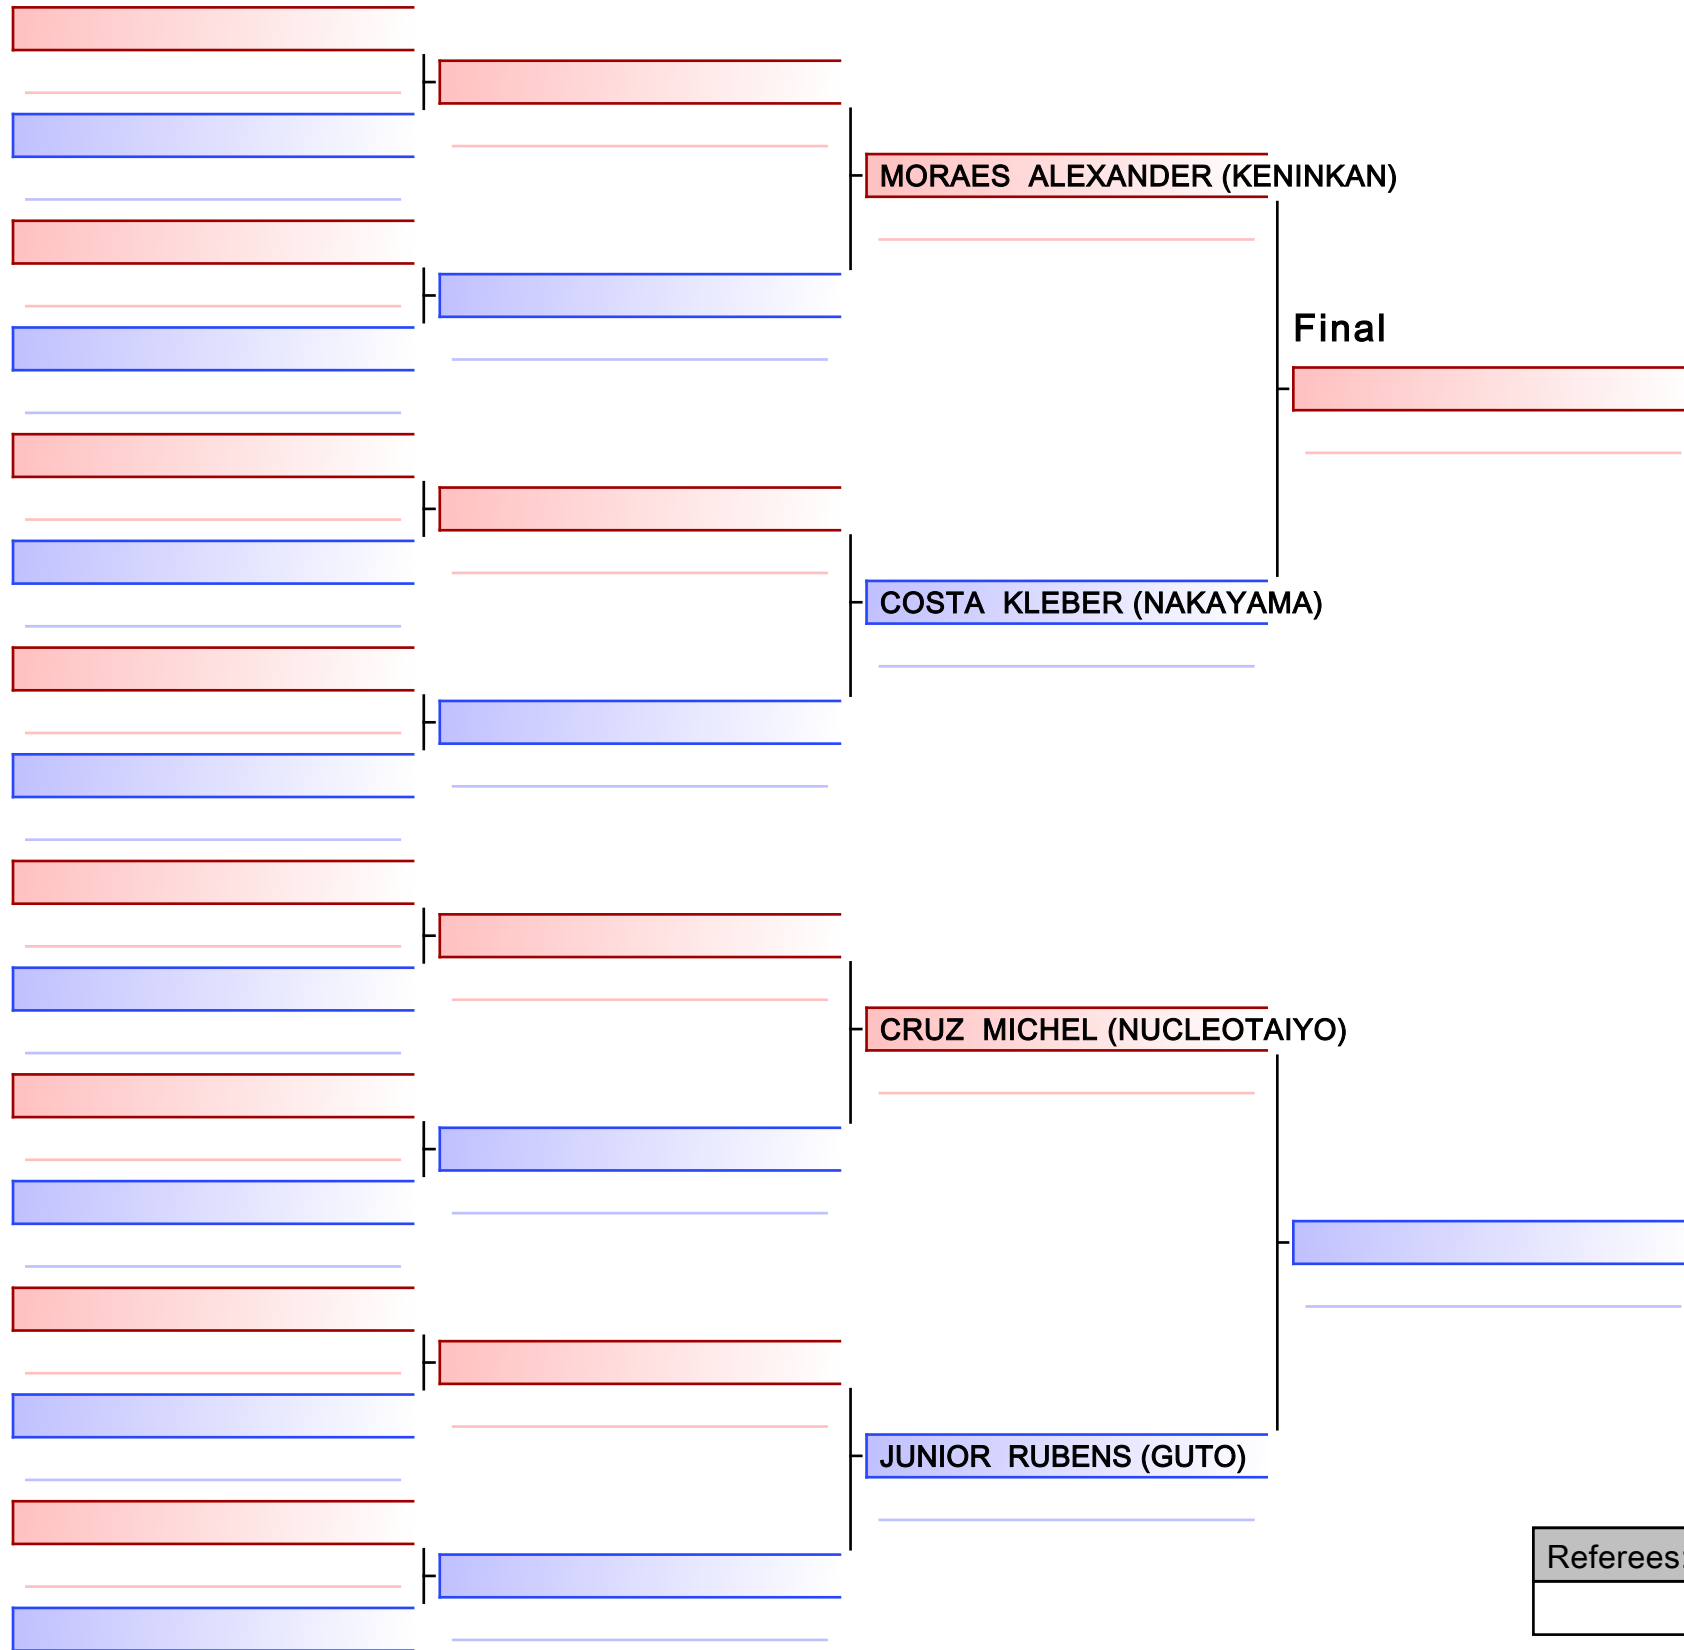 MORAES ALEXANDER (KENINKAN)
Final
COSTA KLEBER (NAKAYAMA)
CRUZ MICHEL (NUCLEOTAIYO)
JUNIOR RUBENS (GUTO)
Referees: